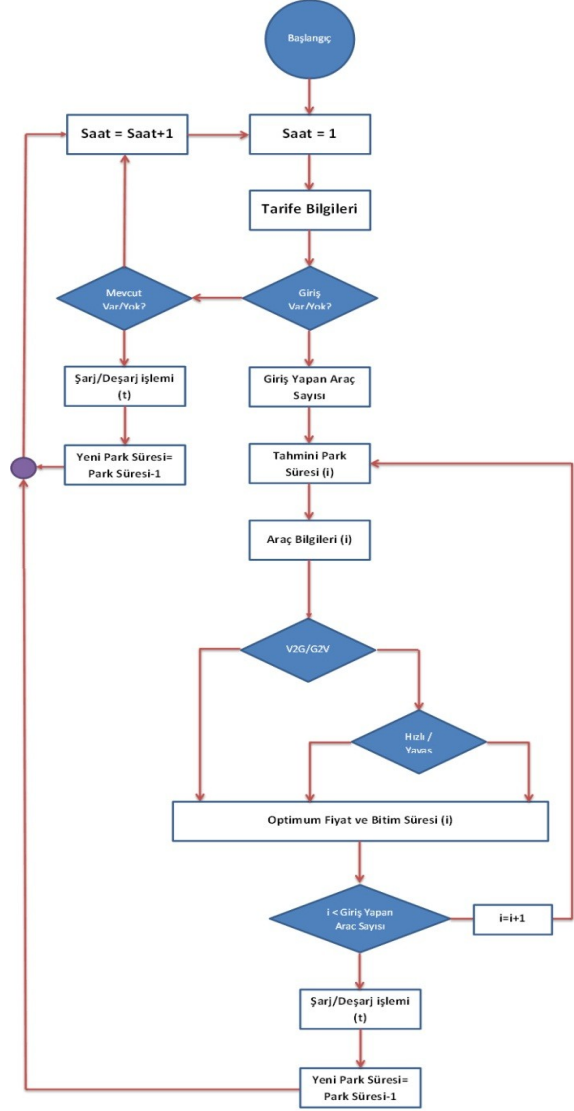 Başlangıç
Saat = Saat+1
Saat = 1
Tarife Bilgileri
Mevcut
Var/Yok?
Giriş
Var/Yok?
Şarj/Deşarj işlemi
(t)
Giriş Yapan Araç
Sayısı
Yeni Park Süresi=
Park Süresi-1
Tahmini Park
Süresi (i)
Araç Bilgileri (i)
V2G/G2V
Hızlı /
Yavaş
Optimum Fiyat ve Bitim Süresi (i)
i < Giriş Yapan
Araç Sayısı
i=i+1
Şarj/Deşarj işlemi
(t)
Yeni Park Süresi=
Park Süresi-1